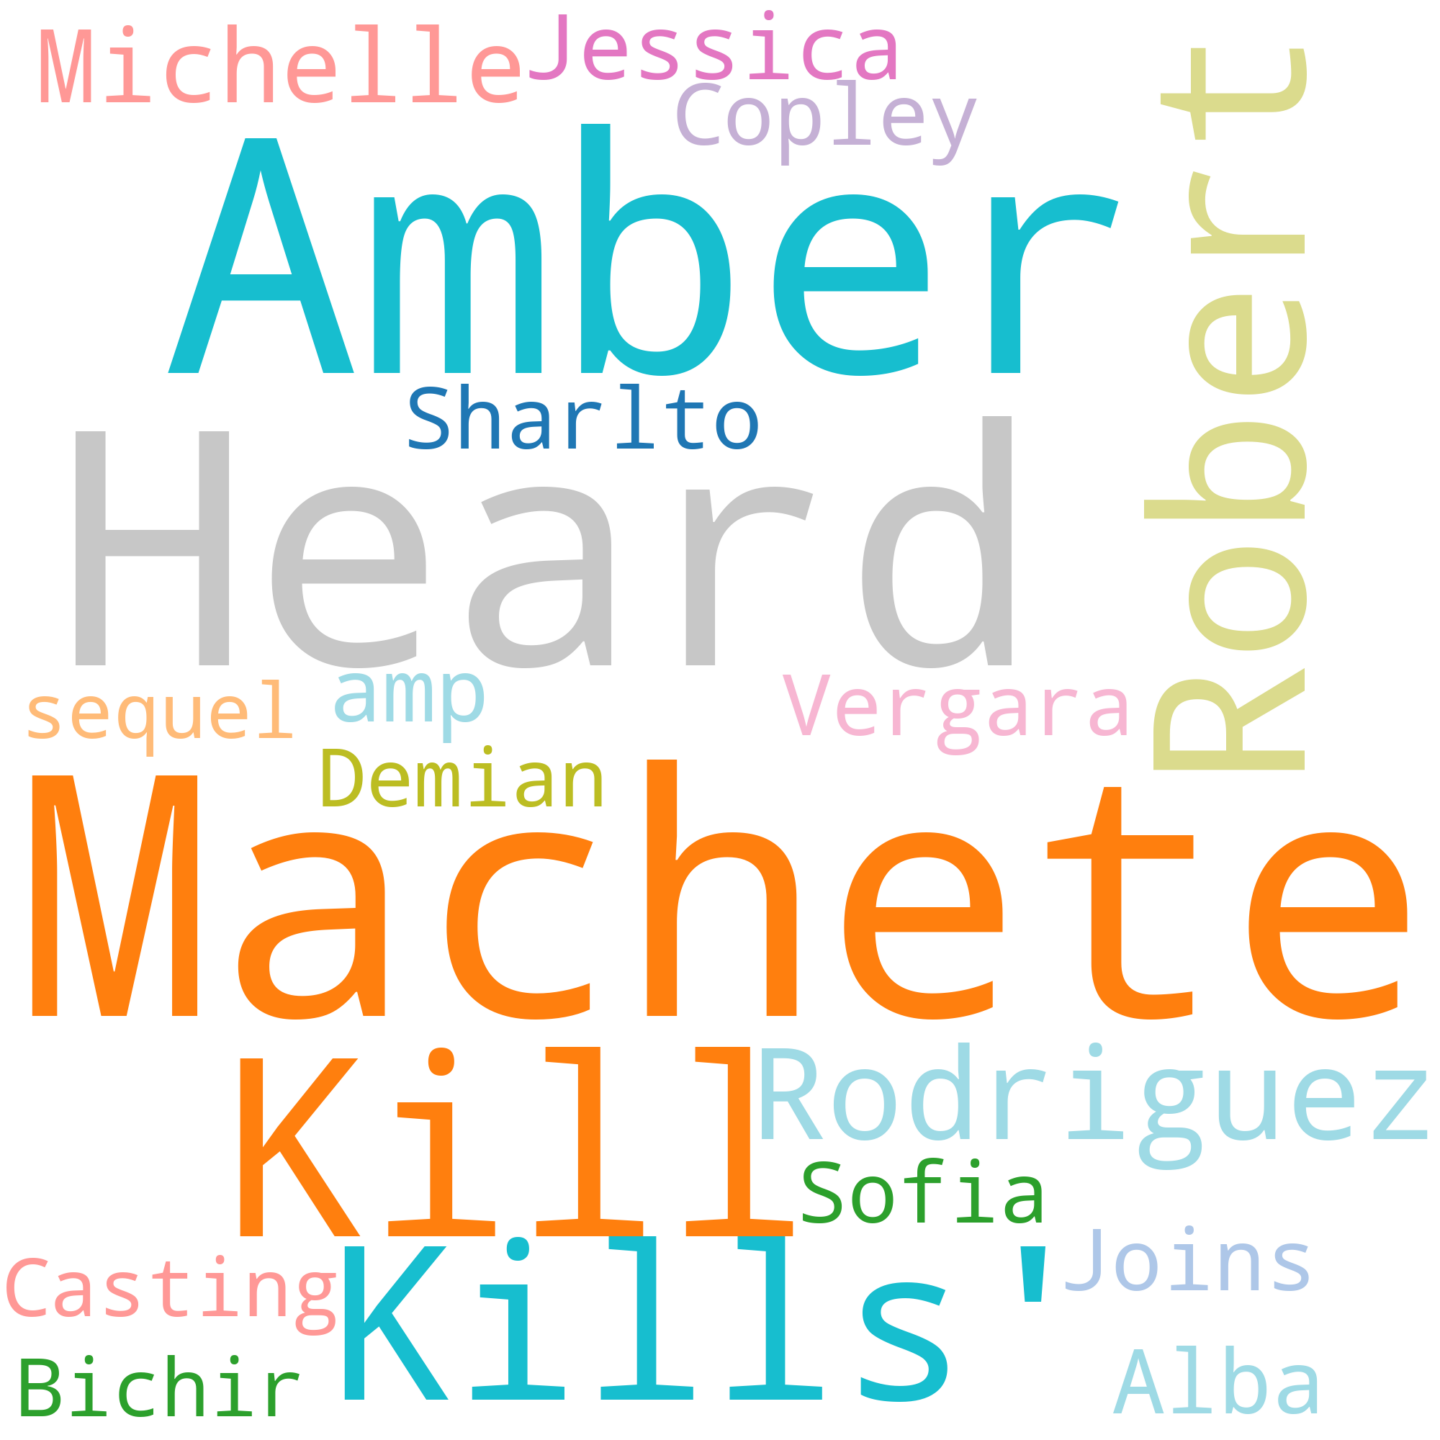 Michelle
Jessica
Copley
Amber
Robert
Sharlto
Heard
sequel
amp
Vergara
Demian
Machete
Kill
Rodriguez
Sofia
Kills'
Joins
Casting
Bichir
Alba